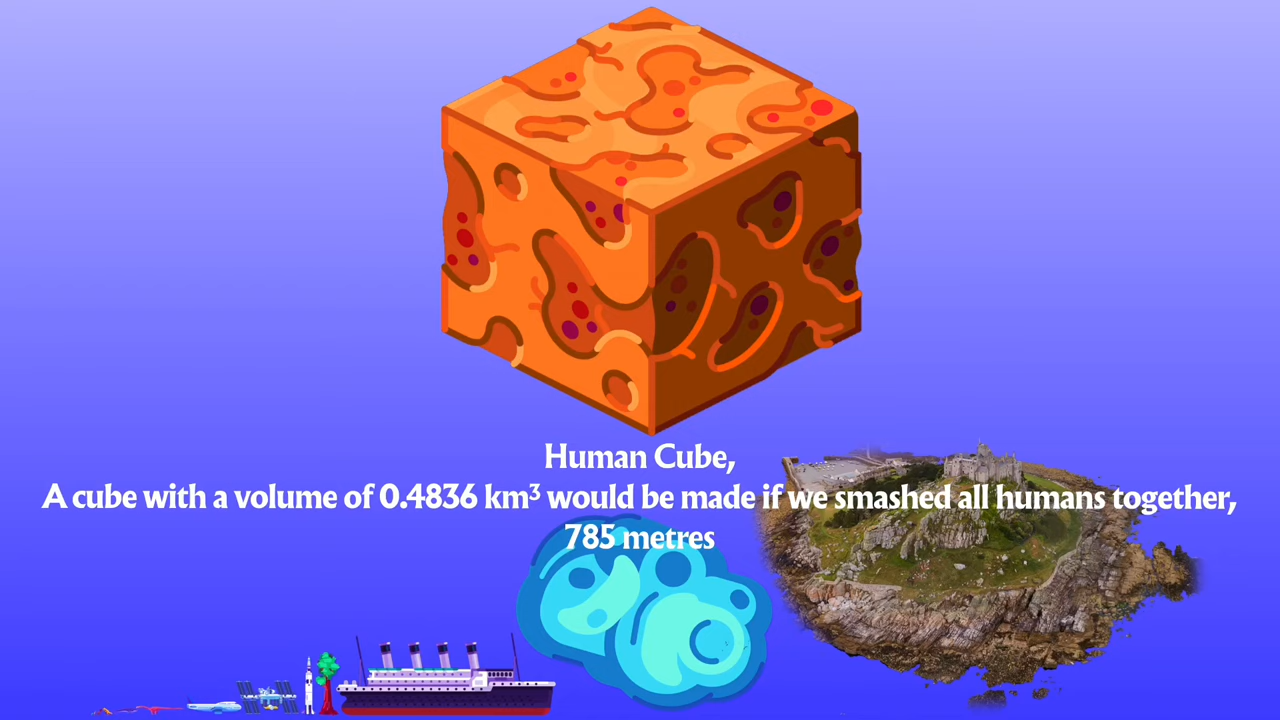 Human Cube,
A cube with a volume of 0.4836 km³ would be made if we smashed all humans together,
785 metres